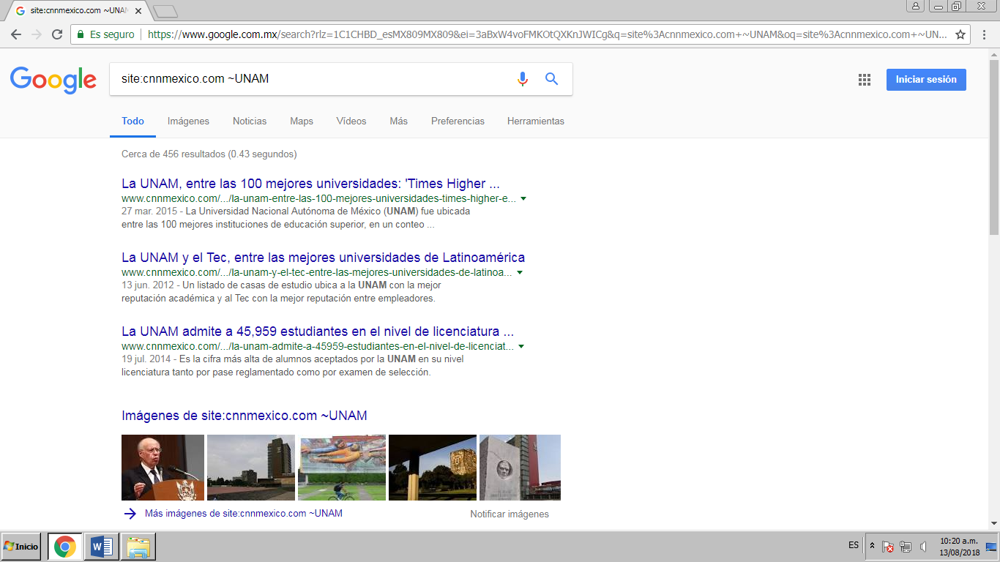 site:cnnmexico.com ~UNAM
Es seguro
https://www.google.com.mx/search?rlz=1C1CHBD_esMX809MX809&ei=3aBxW4voFMKOtQXKnJWICg&q=site%3Acnnmexico.com+~UNAM&oq=site%3Acnnmexico.com+~UN...
Google
site:cnnmexico.com ~UNAM
Iniciar sesión
Todo Imágenes Noticias Maps Vídeos Más Preferencias Herramientas
Cerca de 456 resultados (0.43 segundos)
La UNAM, entre las 100 mejores universidades: 'Times Higher ...
www.cnnmexico.com/.../la-unam-entre-las-100-mejores-universidades-times-higher-e...
27 mar. 2015 - La Universidad Nacional Autónoma de México (UNAM) fue ubicada
entre las 100 mejores instituciones de educación superior, en un conteo ...
La UNAM y el Tec, entre las mejores universidades de Latinoamérica
www.cnnmexico.com/.../la-unam-y-el-tec-entre-las-mejores-universidades-de-latinoa...
13 jun. 2012 - Un listado de casas de estudio ubica a la UNAM con la mejor
reputación académica y al Tec con la mejor reputación entre empleadores.
La UNAM admite a 45,959 estudiantes en el nivel de licenciatura ...
www.cnnmexico.com/.../la-unam-admite-a-45959-estudiantes-en-el-nivel-de-licenciat...
19 jul. 2014 - Es la cifra más alta de alumnos aceptados por la UNAM en su nivel
licenciatura tanto por pase reglamentado como por examen de selección.
Imágenes de site:cnnmexico.com ~UNAM
Más imágenes de site:cnnmexico.com ~UNAM
Notificar imágenes
Inicio
ES
10:20 a.m.
13/08/2018